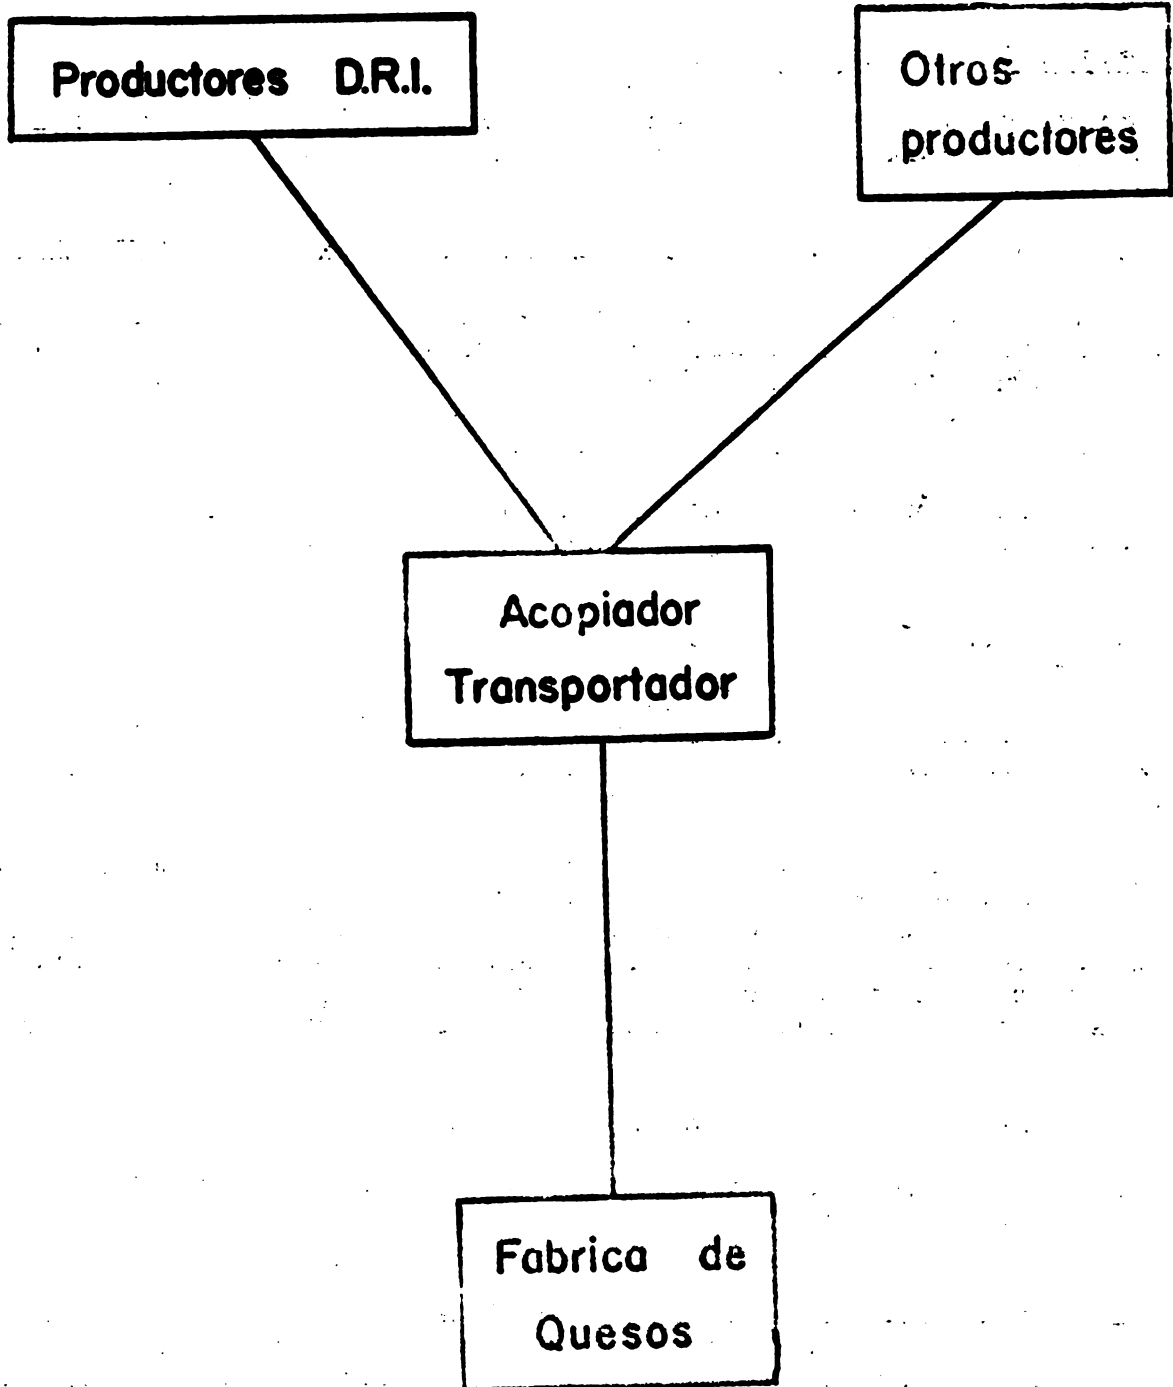 Productores D.R.I.
Otros
productores
Acopiador
Transportador
Fabrica de
Quesos